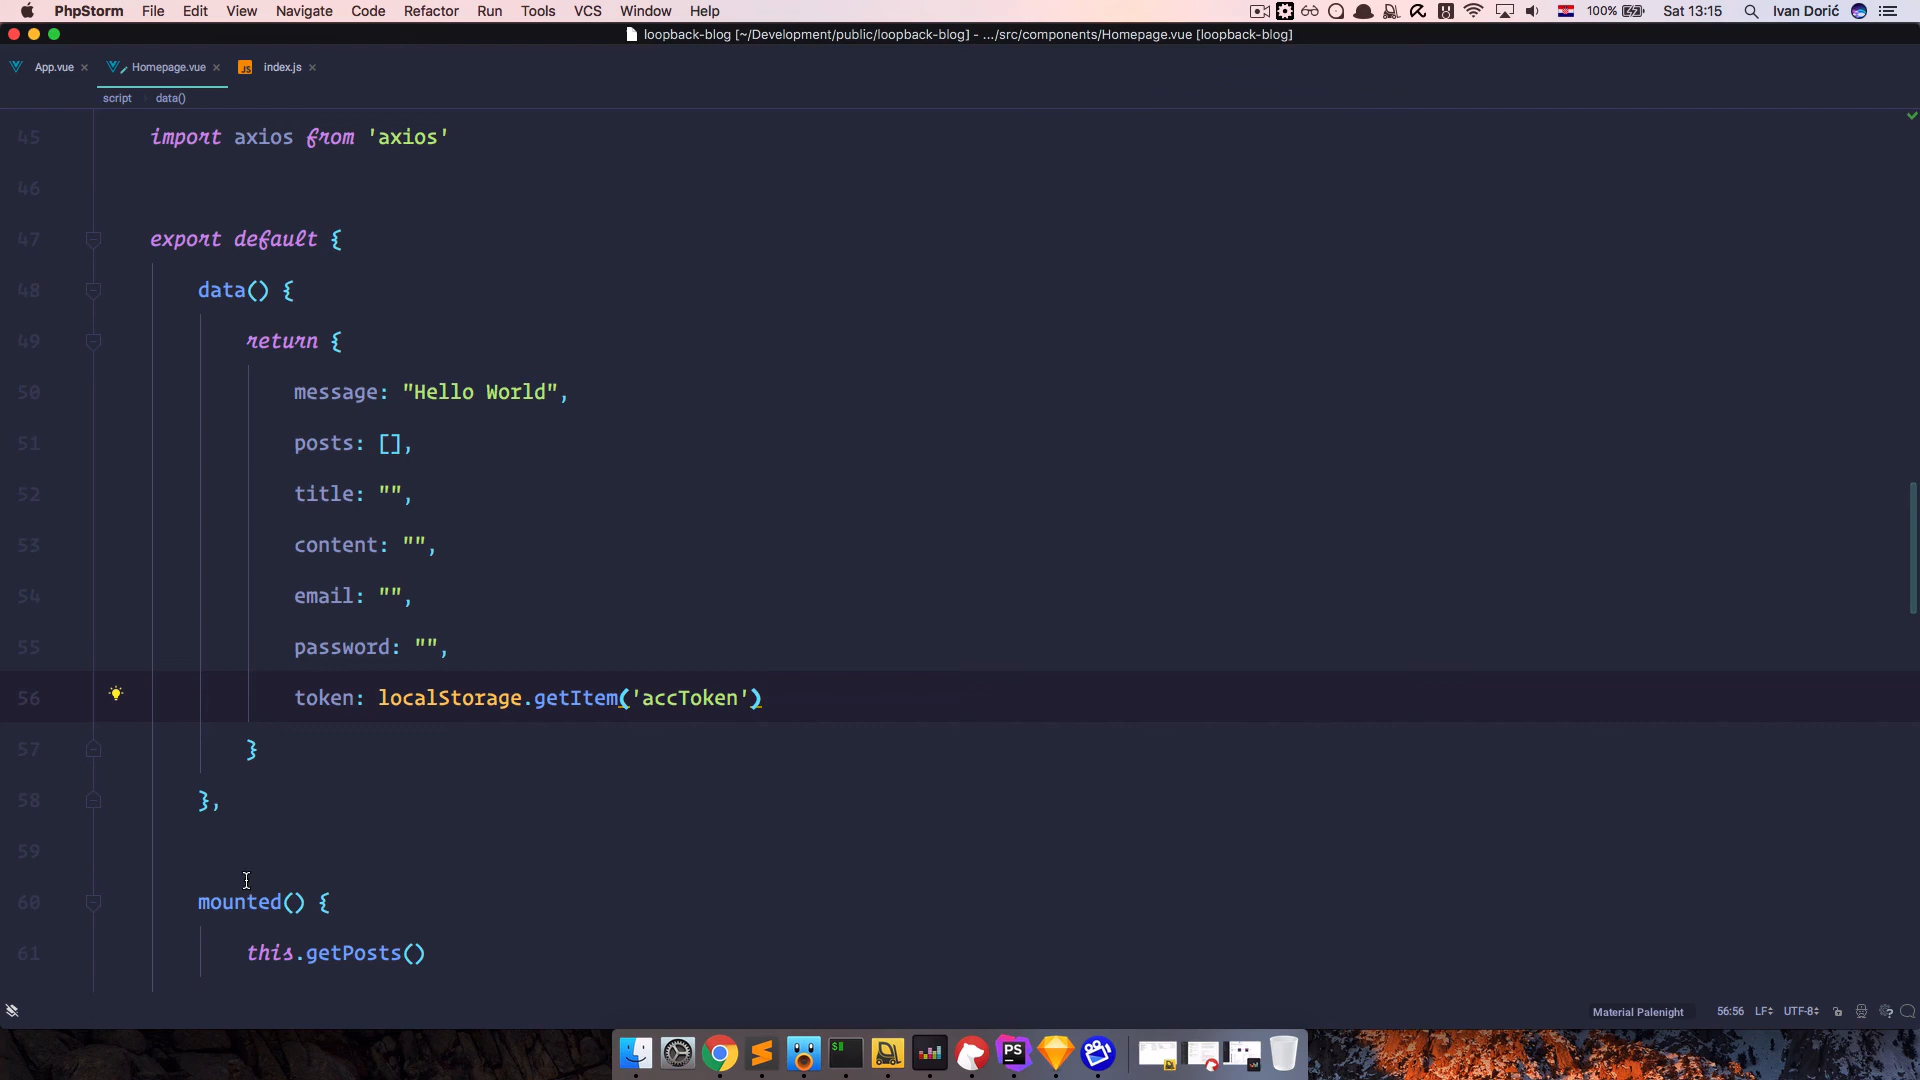 PhpStorm File Edit View Navigate Code Refactor Run Tools VCS Window Help 100% Sat 13:15 Ivan Dorić
loopback-blog [~/Development/public/loopback-blog] - .../src/components/Homepage.vue [loopback-blog]
App.vue Homepage.vue JS index.js
script data()
45 import axios from 'axios'
46
47 export default {
48 data() {
49 return {
50 message: "Hello World",
51 posts: [],
52 title: "",
53 content: "",
54 email: "",
55 password: "",
56 token: localStorage.getItem('accToken')
57 }
58 },
59
60 mounted() {
61 this.getPosts()
Material Palenight 56:56 LF UTF-8
$ PS